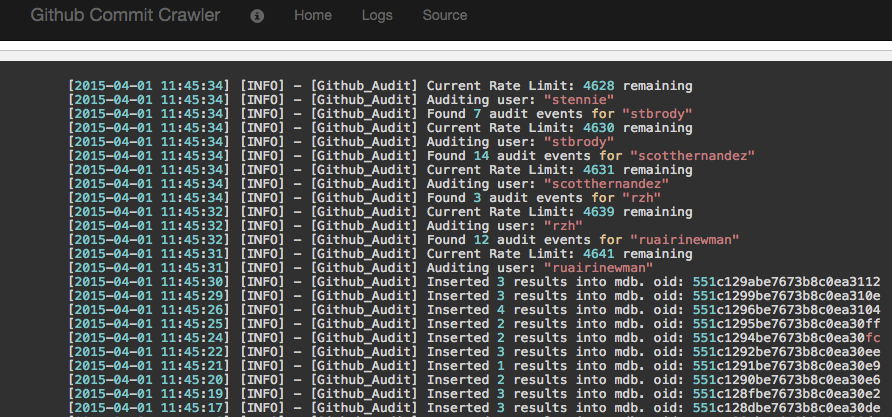 Github Commit Crawler Home Logs Source
[2015-04-01 11:45:34] [INFO] - [Github_Audit] Current Rate Limit: 4628 remaining
[2015-04-01 11:45:34] [INFO] - [Github_Audit] Auditing user: "stennie"
[2015-04-01 11:45:34] [INFO] - [Github_Audit] Found 7 audit events for "stbrody"
[2015-04-01 11:45:34] [INFO] - [Github_Audit] Current Rate Limit: 4630 remaining
[2015-04-01 11:45:34] [INFO] - [Github_Audit] Auditing user: "stbrody"
[2015-04-01 11:45:34] [INFO] - [Github_Audit] Found 14 audit events for "scotthernandez"
[2015-04-01 11:45:34] [INFO] - [Github_Audit] Current Rate Limit: 4631 remaining
[2015-04-01 11:45:34] [INFO] - [Github_Audit] Auditing user: "scotthernandez"
[2015-04-01 11:45:34] [INFO] - [Github_Audit] Found 3 audit events for "rzh"
[2015-04-01 11:45:32] [INFO] - [Github_Audit] Current Rate Limit: 4639 remaining
[2015-04-01 11:45:32] [INFO] - [Github_Audit] Auditing user: "rzh"
[2015-04-01 11:45:32] [INFO] - [Github_Audit] Found 12 audit events for "ruairinewman"
[2015-04-01 11:45:31] [INFO] - [Github_Audit] Current Rate Limit: 4641 remaining
[2015-04-01 11:45:31] [INFO] - [Github_Audit] Auditing user: "ruairinewman"
[2015-04-01 11:45:30] [INFO] - [Github_Audit] Inserted 3 results into mdb. oid: 551c129abe7673b8c0ea3112
[2015-04-01 11:45:29] [INFO] - [Github_Audit] Inserted 3 results into mdb. oid: 551c1299be7673b8c0ea310e
[2015-04-01 11:45:26] [INFO] - [Github_Audit] Inserted 4 results into mdb. oid: 551c1296be7673b8c0ea3104
[2015-04-01 11:45:25] [INFO] - [Github_Audit] Inserted 2 results into mdb. oid: 551c1295be7673b8c0ea30ff
[2015-04-01 11:45:24] [INFO] - [Github_Audit] Inserted 2 results into mdb. oid: 551c1294be7673b8c0ea30fc
[2015-04-01 11:45:22] [INFO] - [Github_Audit] Inserted 3 results into mdb. oid: 551c1292be7673b8c0ea30ee
[2015-04-01 11:45:21] [INFO] - [Github_Audit] Inserted 1 results into mdb. oid: 551c1291be7673b8c0ea30e9
[2015-04-01 11:45:20] [INFO] - [Github_Audit] Inserted 2 results into mdb. oid: 551c1290be7673b8c0ea30e6
[2015-04-01 11:45:19] [INFO] - [Github_Audit] Inserted 3 results into mdb. oid: 551c128fbe7673b8c0ea30e2
[2015-04-01 11:45:17] [INFO] - [Github_Audit] Inserted 3 results into mdb. oid: 551c128dbe7673b8c0ea30da